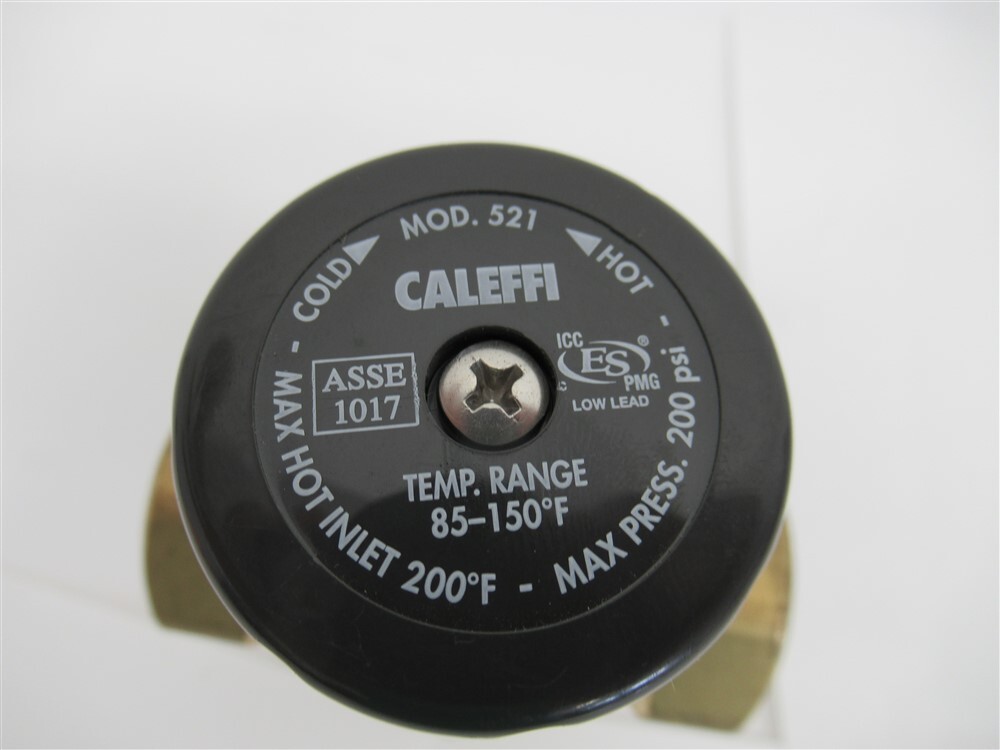 MOD. 521
COLD
HOT
CALEFFI
ASSE
1017
ICC
ES®
PMG
LOW LEAD
TEMP. RANGE
85–150°F
- MAX HOT INLET 200°F - MAX PRESS. 200 psi -